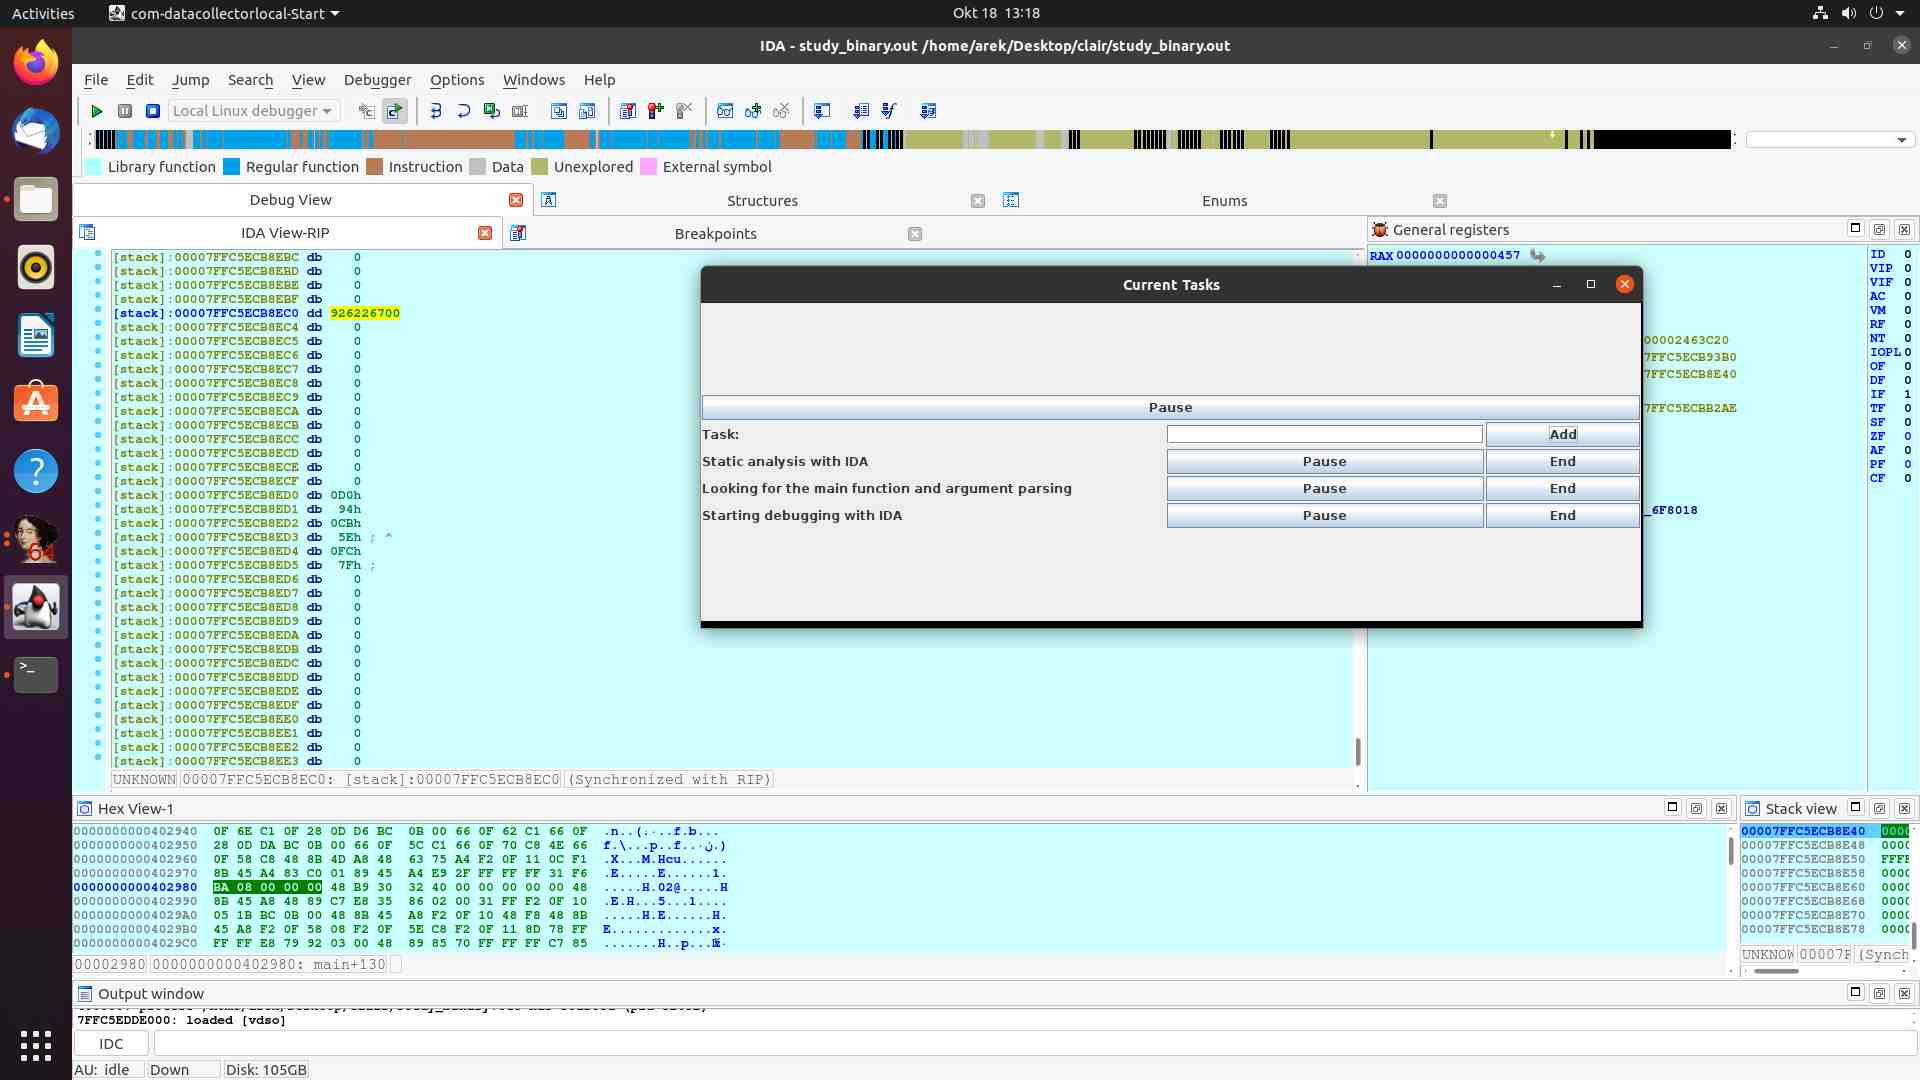 Activities
com-datacollectorlocal-Start
Okt 18 13:18
IDA - study_binary.out /home/arek/Desktop/clair/study_binary.out
File Edit Jump Search View Debugger Options Windows Help
Local Linux debugger
Library function Regular function Instruction Data Unexplored External symbol
Debug View
Structures
Enums
IDA View-RIP
Breakpoints
General registers
[stack]:00007FFC5ECB8EBC db 0
[stack]:00007FFC5ECB8EBD db 0
[stack]:00007FFC5ECB8EBE db 0
[stack]:00007FFC5ECB8EBF db 0
[stack]:00007FFC5ECB8EC0 dd 926226700
[stack]:00007FFC5ECB8EC4 db 0
[stack]:00007FFC5ECB8EC5 db 0
[stack]:00007FFC5ECB8EC6 db 0
[stack]:00007FFC5ECB8EC7 db 0
[stack]:00007FFC5ECB8EC8 db 0
[stack]:00007FFC5ECB8EC9 db 0
[stack]:00007FFC5ECB8ECA db 0
[stack]:00007FFC5ECB8ECB db 0
[stack]:00007FFC5ECB8ECC db 0
[stack]:00007FFC5ECB8ECD db 0
[stack]:00007FFC5ECB8ECE db 0
[stack]:00007FFC5ECB8ECF db 0
[stack]:00007FFC5ECB8ED0 db 0D0h
[stack]:00007FFC5ECB8ED1 db 94h
[stack]:00007FFC5ECB8ED2 db 0CBh
[stack]:00007FFC5ECB8ED3 db 5Eh ; ^
[stack]:00007FFC5ECB8ED4 db 0FCh
[stack]:00007FFC5ECB8ED5 db 7Fh ;
[stack]:00007FFC5ECB8ED6 db 0
[stack]:00007FFC5ECB8ED7 db 0
[stack]:00007FFC5ECB8ED8 db 0
[stack]:00007FFC5ECB8ED9 db 0
[stack]:00007FFC5ECB8EDA db 0
[stack]:00007FFC5ECB8EDB db 0
[stack]:00007FFC5ECB8EDC db 0
[stack]:00007FFC5ECB8EDD db 0
[stack]:00007FFC5ECB8EDE db 0
[stack]:00007FFC5ECB8EDF db 0
[stack]:00007FFC5ECB8EE0 db 0
[stack]:00007FFC5ECB8EE1 db 0
[stack]:00007FFC5ECB8EE2 db 0
[stack]:00007FFC5ECB8EE3 db 0
UNKNOWN 00007FFC5ECB8EC0: [stack]:00007FFC5ECB8EC0 (Synchronized with RIP)
Current Tasks
Pause
Task: Add
Static analysis with IDA Pause End
Looking for the main function and argument parsing Pause End
Starting debugging with IDA Pause End
RAX 0000000000000457
00002463C20
7FFC5ECB93B0
7FFC5ECB8E40
7FFC5ECBB2AE
_6F8018
ID 0
VIP 0
VIF 0
AC 0
VM 0
RF 0
NT 0
IOPL 0
OF 0
DF 0
IF 1
TF 0
SF 0
ZF 0
AF 0
PF 0
CF 0
Hex View-1
0000000000402940 0F 6E C1 0F 28 0D D6 BC 0B 00 66 0F 62 C1 66 0F
0000000000402950 28 0D DA BC 0B 00 66 0F 5C C1 66 0F 70 C8 4E 66
0000000000402960 0F 58 C8 48 8B 4D A8 48 63 75 A4 F2 0F 11 0C F1
0000000000402970 8B 45 A4 83 C0 01 89 45 A4 E9 2F FF FF FF 31 F6
0000000000402980 BA 08 00 00 00 48 B9 30 32 40 00 00 00 00 00 48 .....H.02@.....H
0000000000402990 8B 45 A8 48 89 C7 E8 35 86 02 00 31 FF F2 0F 10 .E.H...5...1....
00000000004029A0 05 1B BC 0B 00 48 8B 45 A8 F2 0F 10 48 F8 48 8B .....H.E....H.H.
00000000004029B0 45 A8 F2 0F 58 08 F2 0F 5E C8 F2 0F 11 8D 78 FF
00000000004029C0 FF FF E8 79 92 03 00 48 89 85 70 FF FF FF C7 85
00002980 0000000000402980: main+130
Stack view
00007FFC5ECB8E40 0000
00007FFC5ECB8E48 0000
00007FFC5ECB8E50 FFFF
00007FFC5ECB8E58 0000
00007FFC5ECB8E60 0000
00007FFC5ECB8E68 0000
00007FFC5ECB8E70 0000
00007FFC5ECB8E78 0000
UNKNOW 00007F (Synch
Output window
7FFC5EDDE000: loaded [vdso]
IDC
AU: idle Down Disk: 105GB